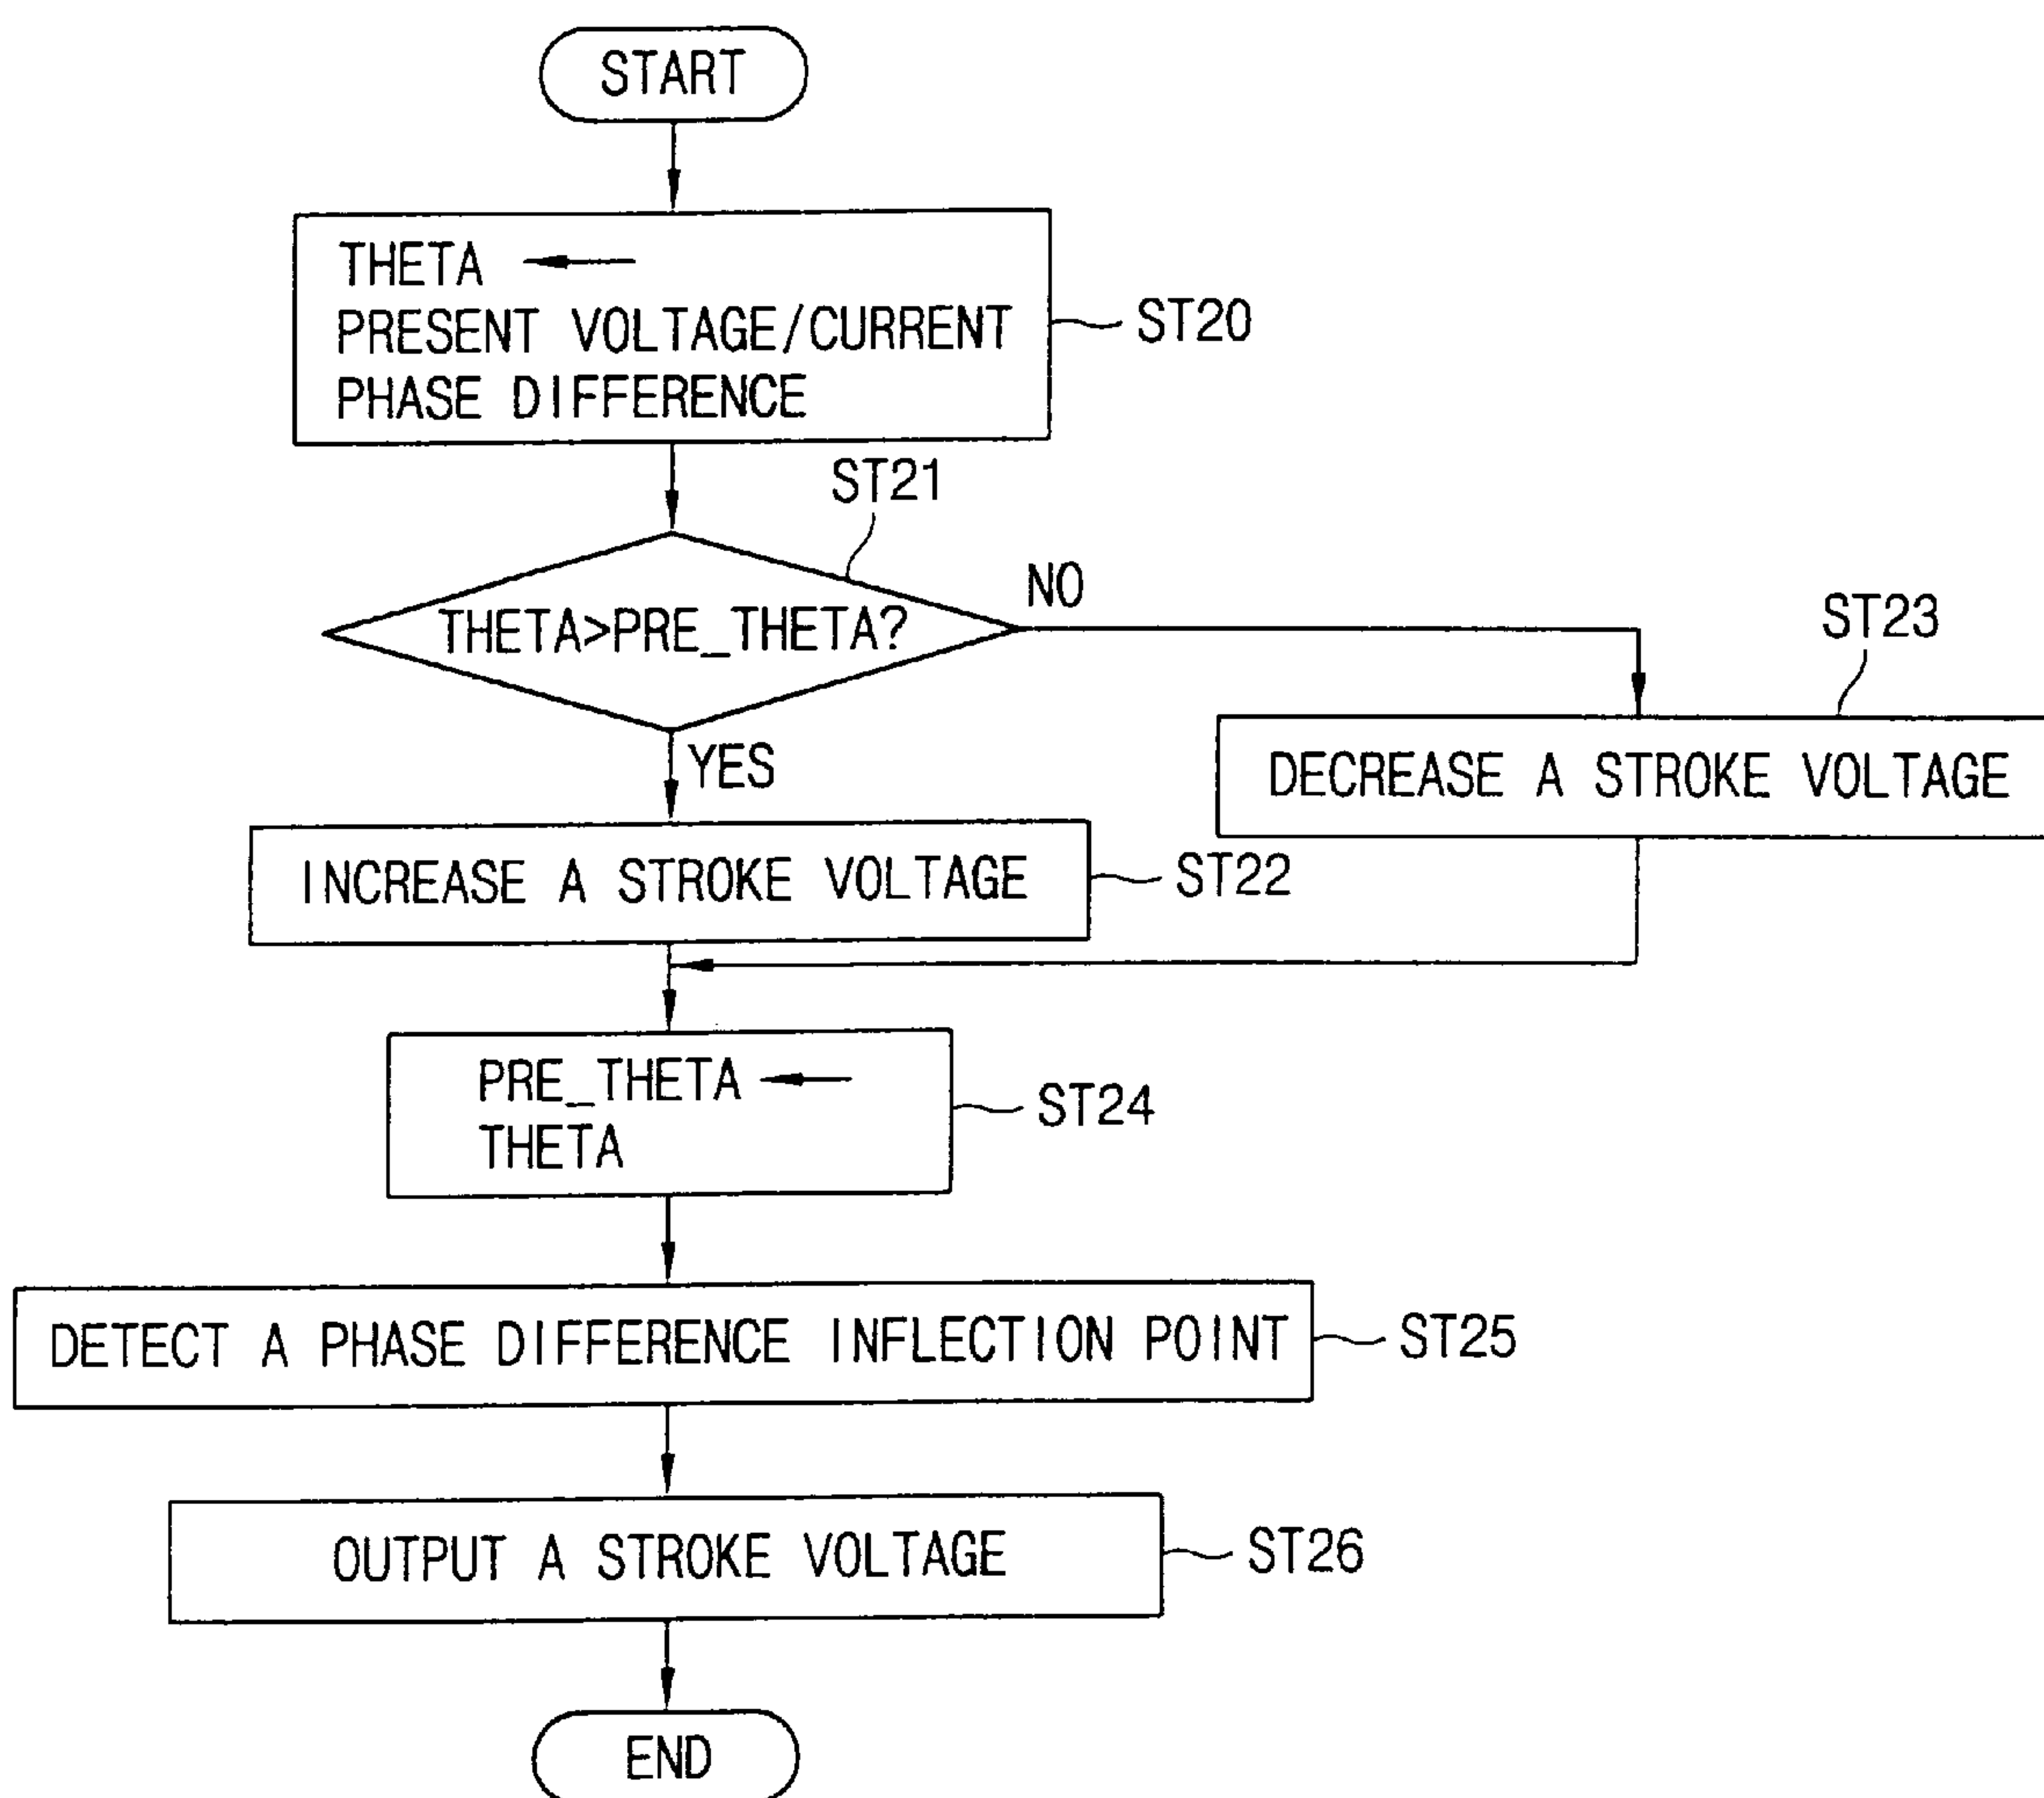 START
THETA ←
PRESENT VOLTAGE/CURRENT
PHASE DIFFERENCE
ST20
ST21
THETA>PRE_THETA?
NO
ST23
DECREASE A STROKE VOLTAGE
YES
INCREASE A STROKE VOLTAGE
ST22
PRE_THETA ←
THETA
ST24
DETECT A PHASE DIFFERENCE INFLECTION POINT
ST25
OUTPUT A STROKE VOLTAGE
ST26
END